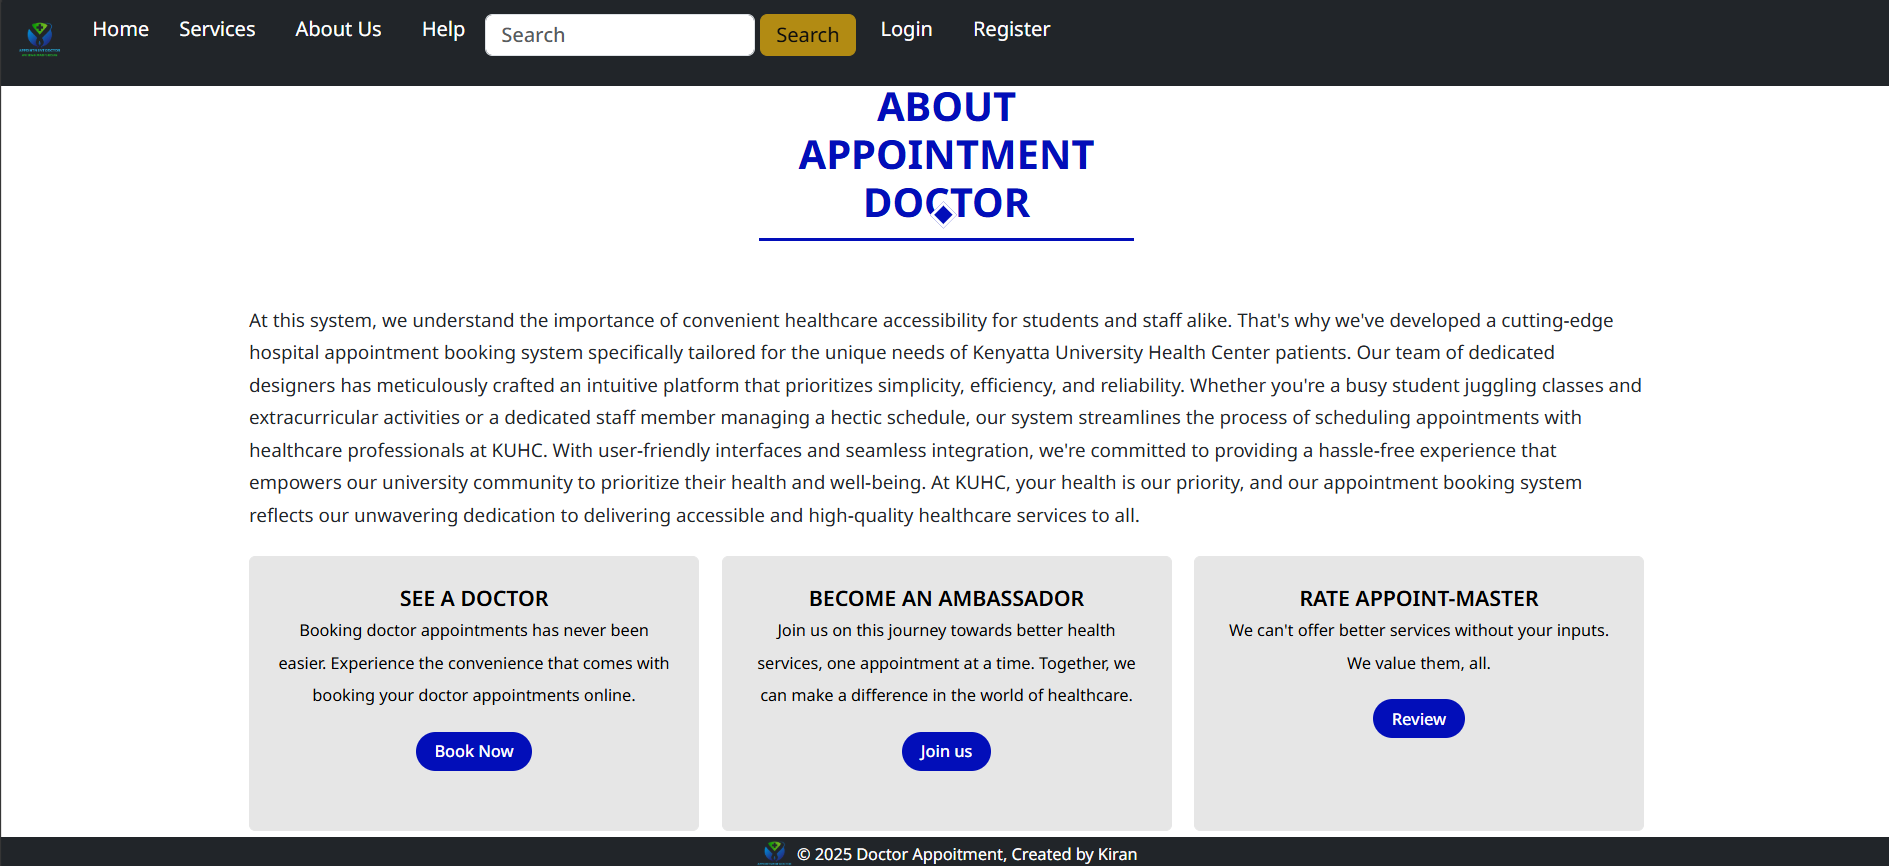 Home Services About Us Help Search Search Login Register
ABOUT
APPOINTMENT
DOCTOR
At this system, we understand the importance of convenient healthcare accessibility for students and staff alike. That's why we've developed a cutting-edge
hospital appointment booking system specifically tailored for the unique needs of Kenyatta University Health Center patients. Our team of dedicated
designers has meticulously crafted an intuitive platform that prioritizes simplicity, efficiency, and reliability. Whether you're a busy student juggling classes and
extracurricular activities or a dedicated staff member managing a hectic schedule, our system streamlines the process of scheduling appointments with
healthcare professionals at KUHC. With user-friendly interfaces and seamless integration, we're committed to providing a hassle-free experience that
empowers our university community to prioritize their health and well-being. At KUHC, your health is our priority, and our appointment booking system
reflects our unwavering dedication to delivering accessible and high-quality healthcare services to all.
SEE A DOCTOR
Booking doctor appointments has never been
easier. Experience the convenience that comes with
booking your doctor appointments online.
Book Now
BECOME AN AMBASSADOR
Join us on this journey towards better health
services, one appointment at a time. Together, we
can make a difference in the world of healthcare.
Join us
RATE APPOINT-MASTER
We can't offer better services without your inputs.
We value them, all.
Review
© 2025 Doctor Appoitment, Created by Kiran